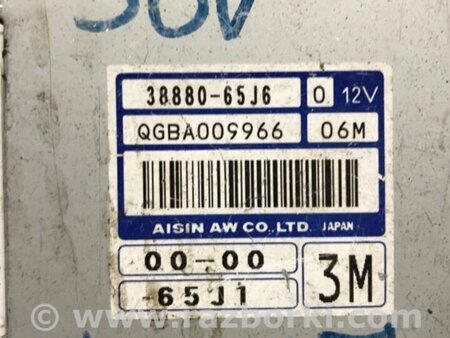 38880-65J6 0 12V
QGBA009966 06M
AISIN AW CO., LTD. JAPAN
00-00
65J1 3M
© www.razborki.com